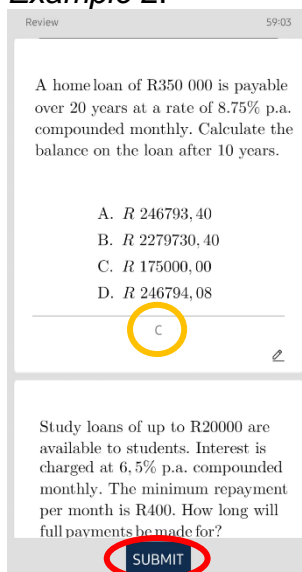 Example 2.
Review 59:03
A home loan of R350 000 is payable
over 20 years at a rate of 8.75% p.a.
compounded monthly. Calculate the
balance on the loan after 10 years.
A. R 246793, 40
B. R 2279730, 40
C. R 175000, 00
D. R 246794, 08
C
Study loans of up to R20000 are
available to students. Interest is
charged at 6, 5% p.a. compounded
monthly. The minimum repayment
per month is R400. How long will
full payments be made for?
SUBMIT